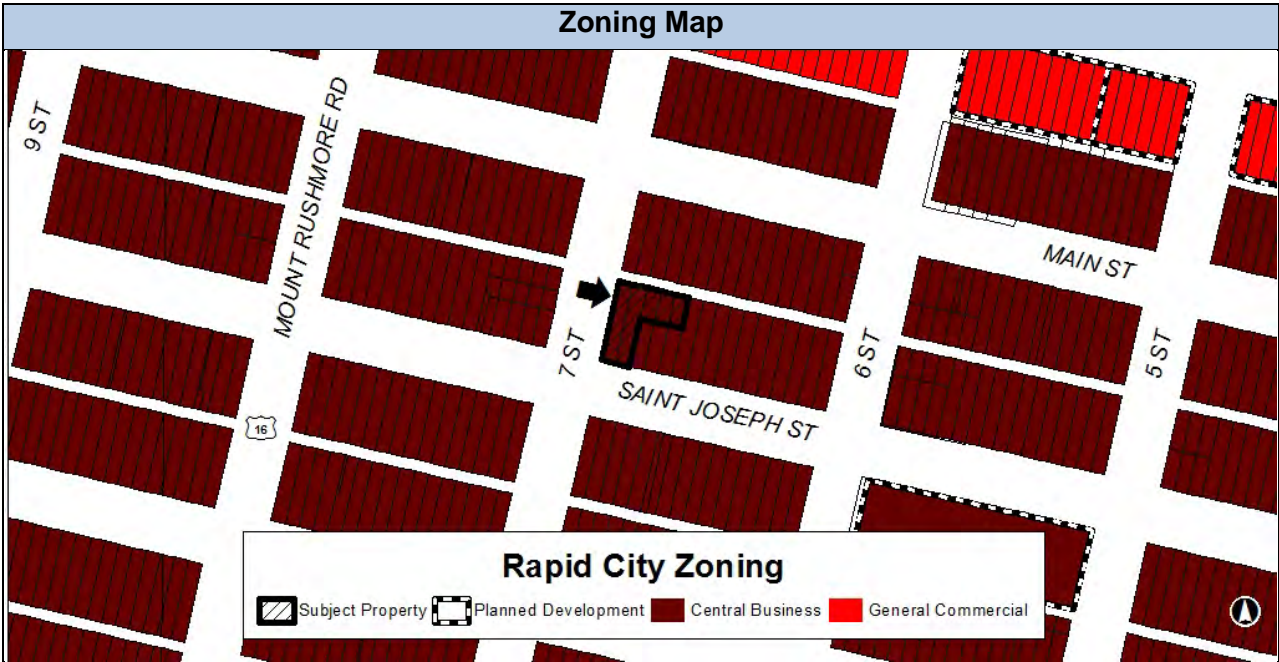 Zoning Map
9 ST
MOUNT RUSHMORE RD
MAIN ST
7 ST
6 ST
5 ST
SAINT JOSEPH ST
16
Rapid City Zoning
Subject Property Planned Development Central Business General Commercial